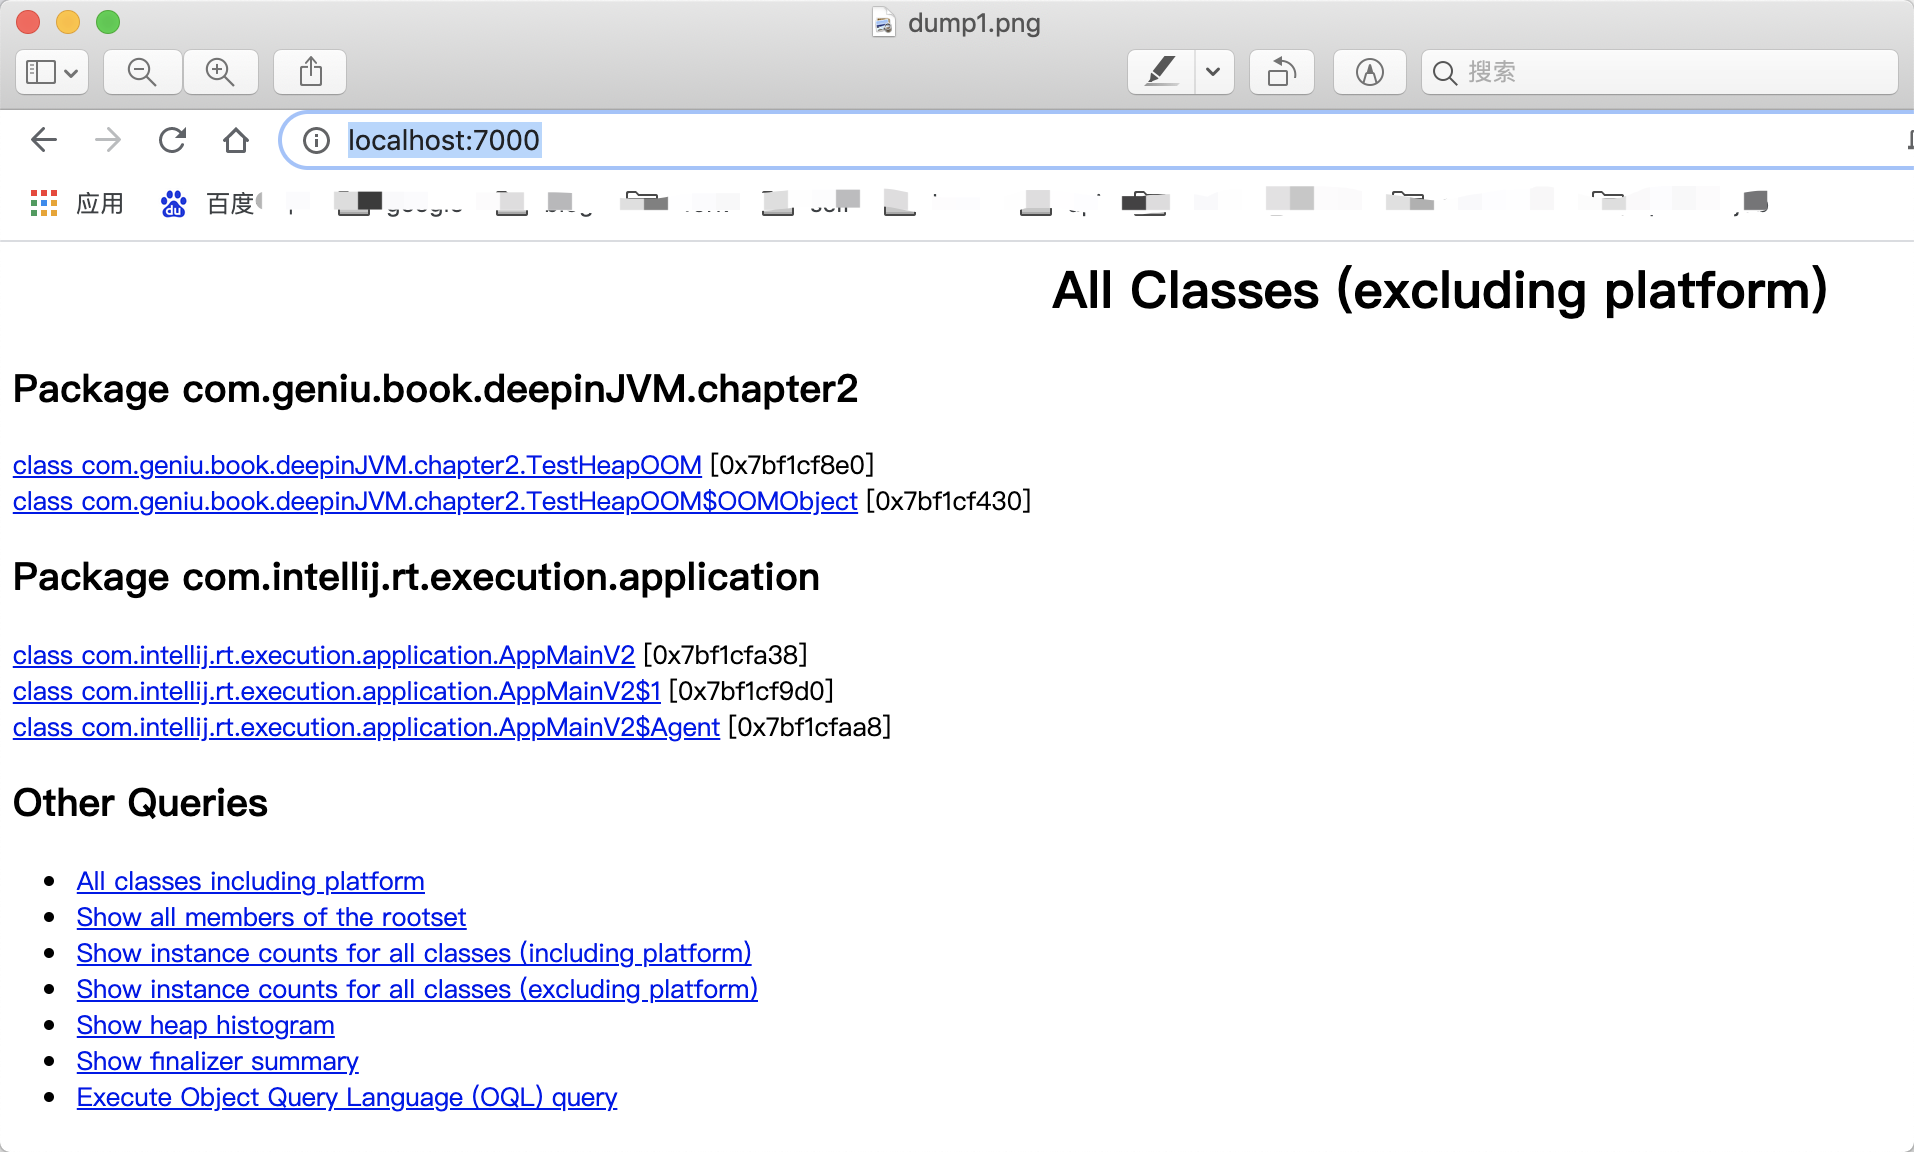 dump1.png
搜索
localhost:7000
应用
百度
All Classes (excluding platform)
Package com.geniu.book.deepinJVM.chapter2
class com.geniu.book.deepinJVM.chapter2.TestHeapOOM [0x7bf1cf8e0]
class com.geniu.book.deepinJVM.chapter2.TestHeapOOM$OOMObject [0x7bf1cf430]
Package com.intellij.rt.execution.application
class com.intellij.rt.execution.application.AppMainV2 [0x7bf1cfa38]
class com.intellij.rt.execution.application.AppMainV2$1 [0x7bf1cf9d0]
class com.intellij.rt.execution.application.AppMainV2$Agent [0x7bf1cfaa8]
Other Queries
All classes including platform
Show all members of the rootset
Show instance counts for all classes (including platform)
Show instance counts for all classes (excluding platform)
Show heap histogram
Show finalizer summary
Execute Object Query Language (OQL) query